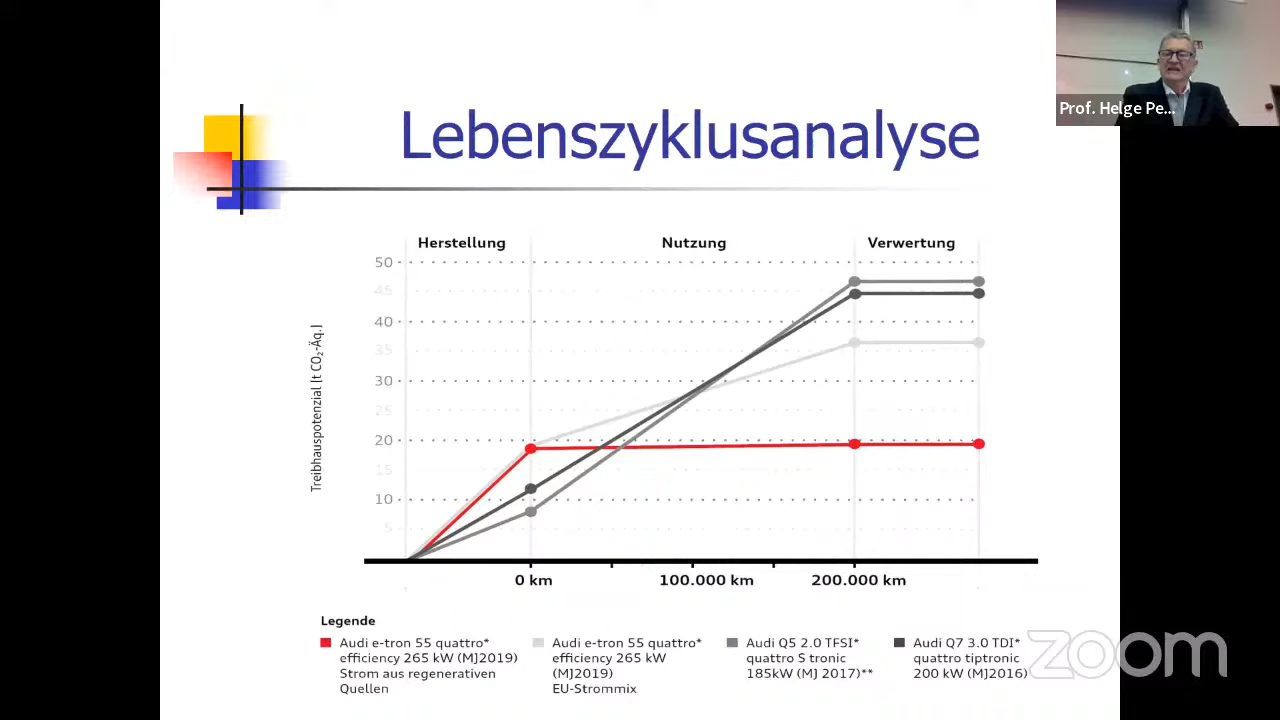 Lebenszyklusanalyse
Prof. Helge Pe...
Herstellung
Nutzung
Verwertung
50
45
40
35
30
25
20
15
10
5
Treibhauspotenzial [t CO₂-Äq.]
0 km
100.000 km
200.000 km
Legende
Audi e-tron 55 quattro*
efficiency 265 kW (MJ2019)
Strom aus regenerativen
Quellen
Audi e-tron 55 quattro*
efficiency 265 kW
(MJ2019)
EU-Strommix
Audi Q5 2.0 TFSI*
quattro S tronic
185kW (MJ 2017)**
Audi Q7 3.0 TDI*
quattro tiptronic
200 kW (MJ2016)
zoom